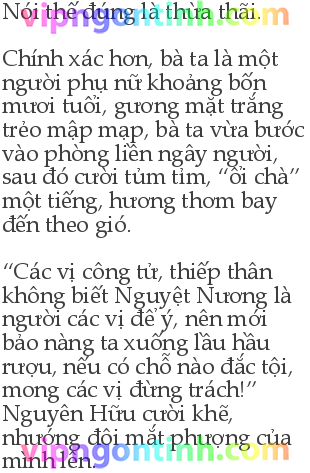 Nói thế đúng là thừa thãi.
Chính xác hơn, bà ta là một
người phụ nữ khoảng bốn
mươi tuổi, gương mặt trắng
trẻo mập mạp, bà ta vừa bước
vào phòng liền ngây người,
sau đó cười tủm tỉm, “ổi chà”
một tiếng, hương thơm bay
đến theo gió.
“Các vị công tử, thiếp thân
không biết Nguyệt Nương là
người các vị để ý, nên mới
bảo nàng ta xuống lầu hầu
rượu, nếu có chỗ nào đắc tội,
mong các vị đừng trách!”
Nguyên Hữu cười khẽ,
nhướng đôi mắt phượng của
mình lên.
vipngontinh.com
vipngontinh.com